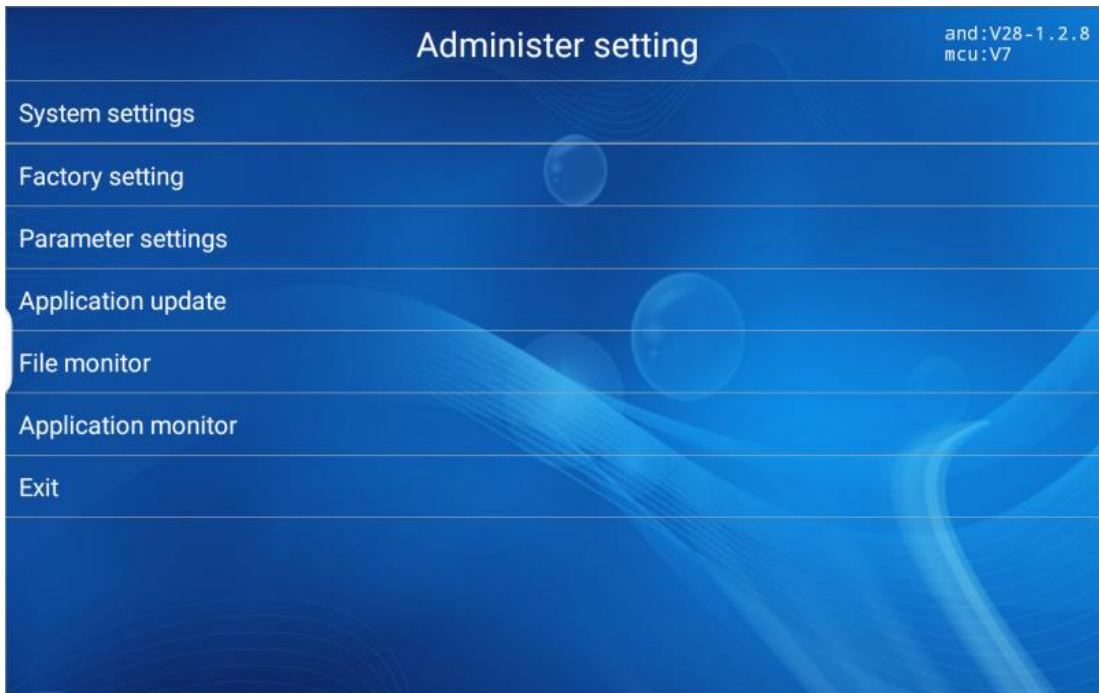 Administer setting
and:V28-1.2.8
mcu:V7
System settings
Factory setting
Parameter settings
Application update
File monitor
Application monitor
Exit